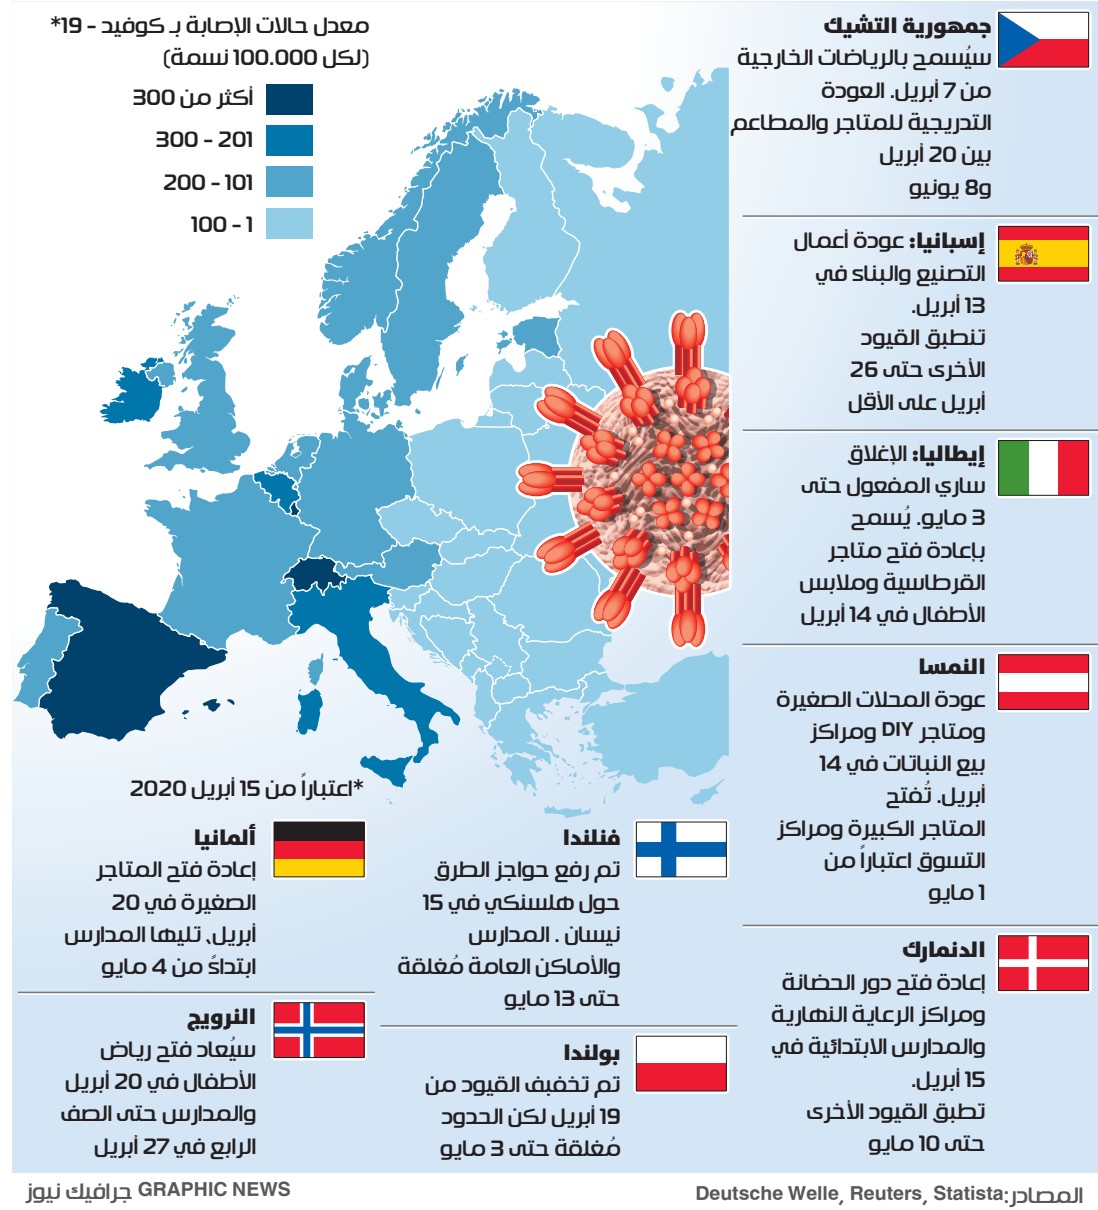 معدل حالات الإصابة بـ كوفيد - 19*
(لكل 100.000 نسمة)
أكثر من 300
201 - 300
101 - 200
1 - 100
جمهورية التشيك
سيُسمح بالرياضات الخارجية
من 7 أبريل. العودة
التدريجية للمتاجر والمطاعم
بين 20 أبريل
و8 يونيو
إسبانيا: عودة أعمال
التصنيع والبناء في
13 أبريل.
تنطبق القيود
الأخرى حتى 26
أبريل على الأقل
إيطاليا: الإغلاق
ساري المفعول حتى
3 مايو. يُسمح
بإعادة فتح متاجر
القرطاسية وملابس
الأطفال في 14 أبريل
النمسا
عودة المحلات الصغيرة
ومتاجر DIY ومراكز
بيع النباتات في 14
أبريل. تُفتح
المتاجر الكبيرة ومراكز
التسوق اعتباراً من
1 مايو
الدنمارك
إعادة فتح دور الحضانة
ومراكز الرعاية النهارية
والمدارس الابتدائية في
15 أبريل.
تطبق القيود الأخرى
حتى 10 مايو
*اعتباراً من 15 أبريل 2020
فنلندا
تم رفع حواجز الطرق
حول هلسنكي في 15
نيسان . المدارس
والأماكن العامة مُغلقة
حتى 13 مايو
بولندا
تم تخفيف القيود من
19 أبريل لكن الحدود
مُغلقة حتى 3 مايو
ألمانيا
إعادة فتح المتاجر
الصغيرة في 20
أبريل، تليها المدارس
ابتداءً من 4 مايو
النرويج
سيُعاد فتح رياض
الأطفال في 20 أبريل
والمدارس حتى الصف
الرابع في 27 أبريل
المصادر: Deutsche Welle, Reuters, Statista
GRAPHIC NEWS جرافيك نيوز